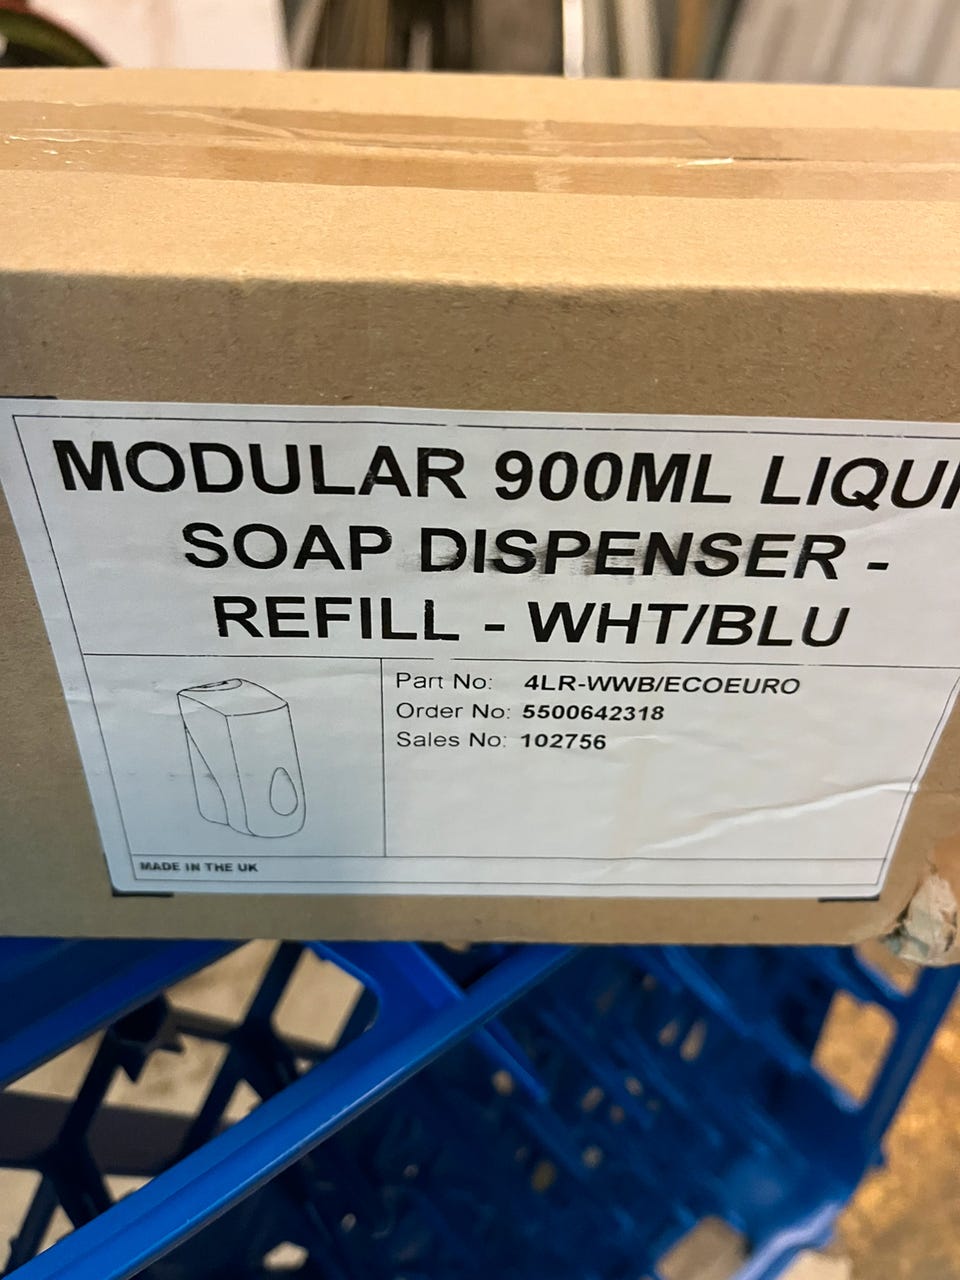 MODULAR 900ML LIQUI
SOAP DISPENSER -
REFILL - WHT/BLU
Part No: 4LR-WWB/ECOEURO
Order No: 5500642318
Sales No: 102756
MADE IN THE UK